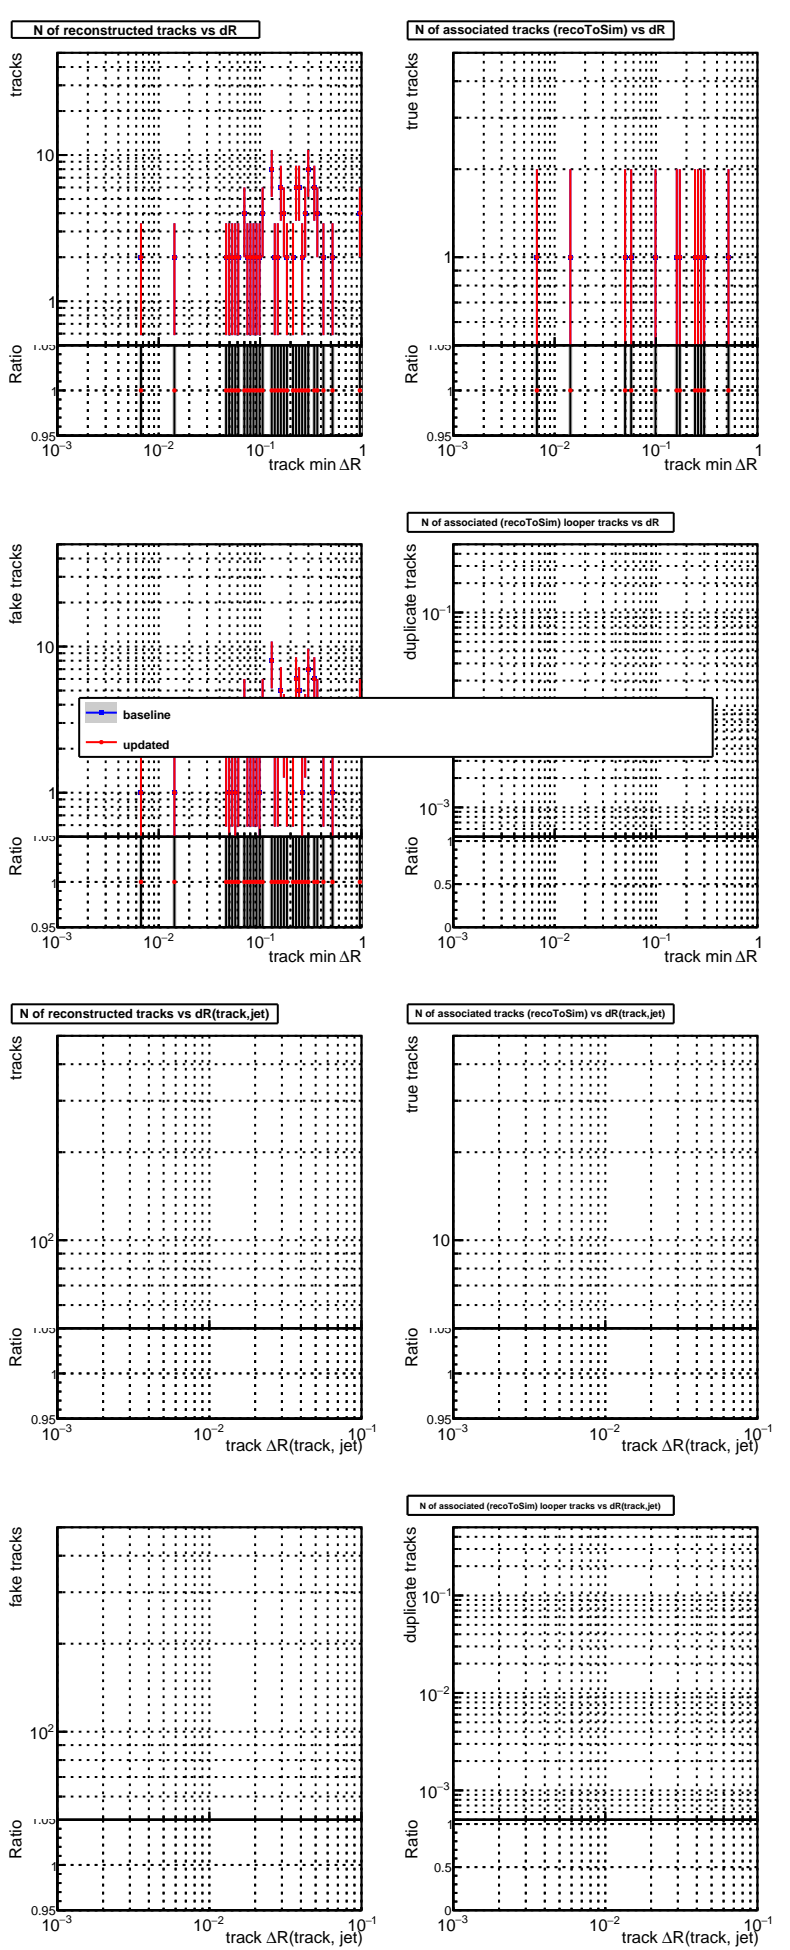 N of reconstructed tracks vs dR
tracks
10
1
1.05
Ratio
1
0.95
10−3
10−2
10−1
1
track min ΔR
N of associated tracks (recoToSim) vs dR
true tracks
1
1.05
Ratio
1
0.95
10−3
10−2
10−1
1
track min ΔR
fake tracks
10
1
1.05
Ratio
1
0.95
10−3
10−2
10−1
1
track min ΔR
N of associated (recoToSim) looper tracks vs dR
duplicate tracks
10−1
10−3
1
Ratio
0.5
0
10−3
10−2
10−1
1
track min ΔR
baseline
updated
N of reconstructed tracks vs dR(track,jet)
tracks
102
1.05
Ratio
1
0.95
10−3
10−2
10−1
track ΔR(track, jet)
N of associated tracks (recoToSim) vs dR(track,jet)
true tracks
10
1.05
Ratio
1
0.95
10−3
10−2
10−1
track ΔR(track, jet)
fake tracks
102
1.05
Ratio
1
0.95
10−3
10−2
10−1
track ΔR(track, jet)
N of associated (recoToSim) looper tracks vs dR(track,jet)
duplicate tracks
10−1
10−2
10−3
1
Ratio
0.5
0
10−3
10−2
10−1
track ΔR(track, jet)